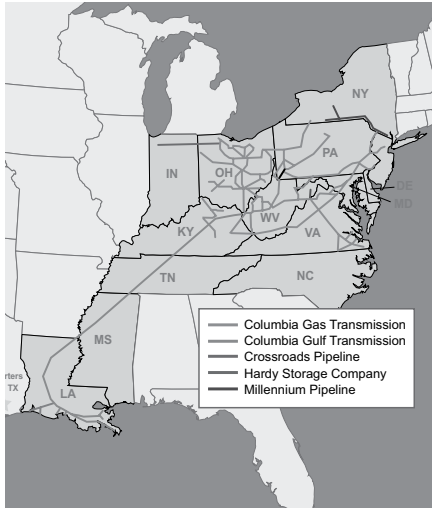 NY
PA
IN
OH
DE
MD
WV
KY
VA
TN
NC
MS
LA
rters
TX
Columbia Gas Transmission
Columbia Gulf Transmission
Crossroads Pipeline
Hardy Storage Company
Millennium Pipeline